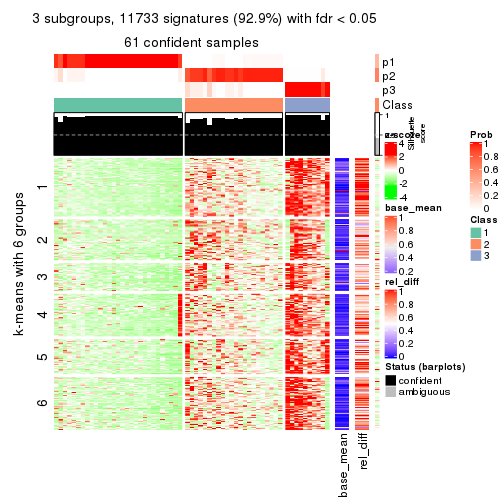 3 subgroups, 11733 signatures (92.9%) with fdr < 0.05
61 confident samples
p1
p2
p3
Class
1
Silhouette
score
z-score
4
2
0
-2
-4
base_mean
1
0.8
0.6
0.4
0.2
rel_diff
1
0.8
0.6
0.4
0.2
0
Status (barplots)
confident
ambiguous
Prob
1
0.8
0.6
0.4
0.2
0
Class
1
2
3
k-means with 6 groups
1
2
3
4
5
6
base_mean
rel_diff